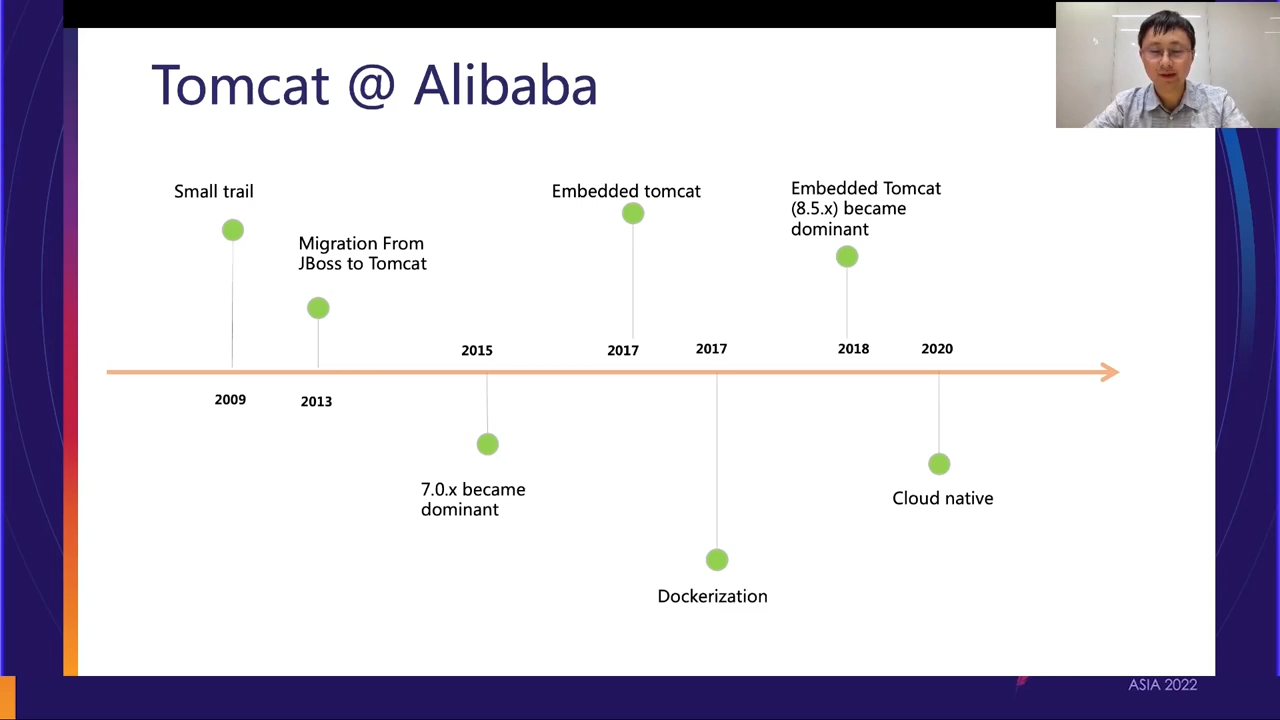 Tomcat @ Alibaba
Small trail
Migration From
JBoss to Tomcat
Embedded tomcat
Embedded Tomcat
(8.5.x) became
dominant
2015
2017
2017
2018
2020
2009
2013
7.0.x became
dominant
Cloud native
Dockerization
ASIA 2022